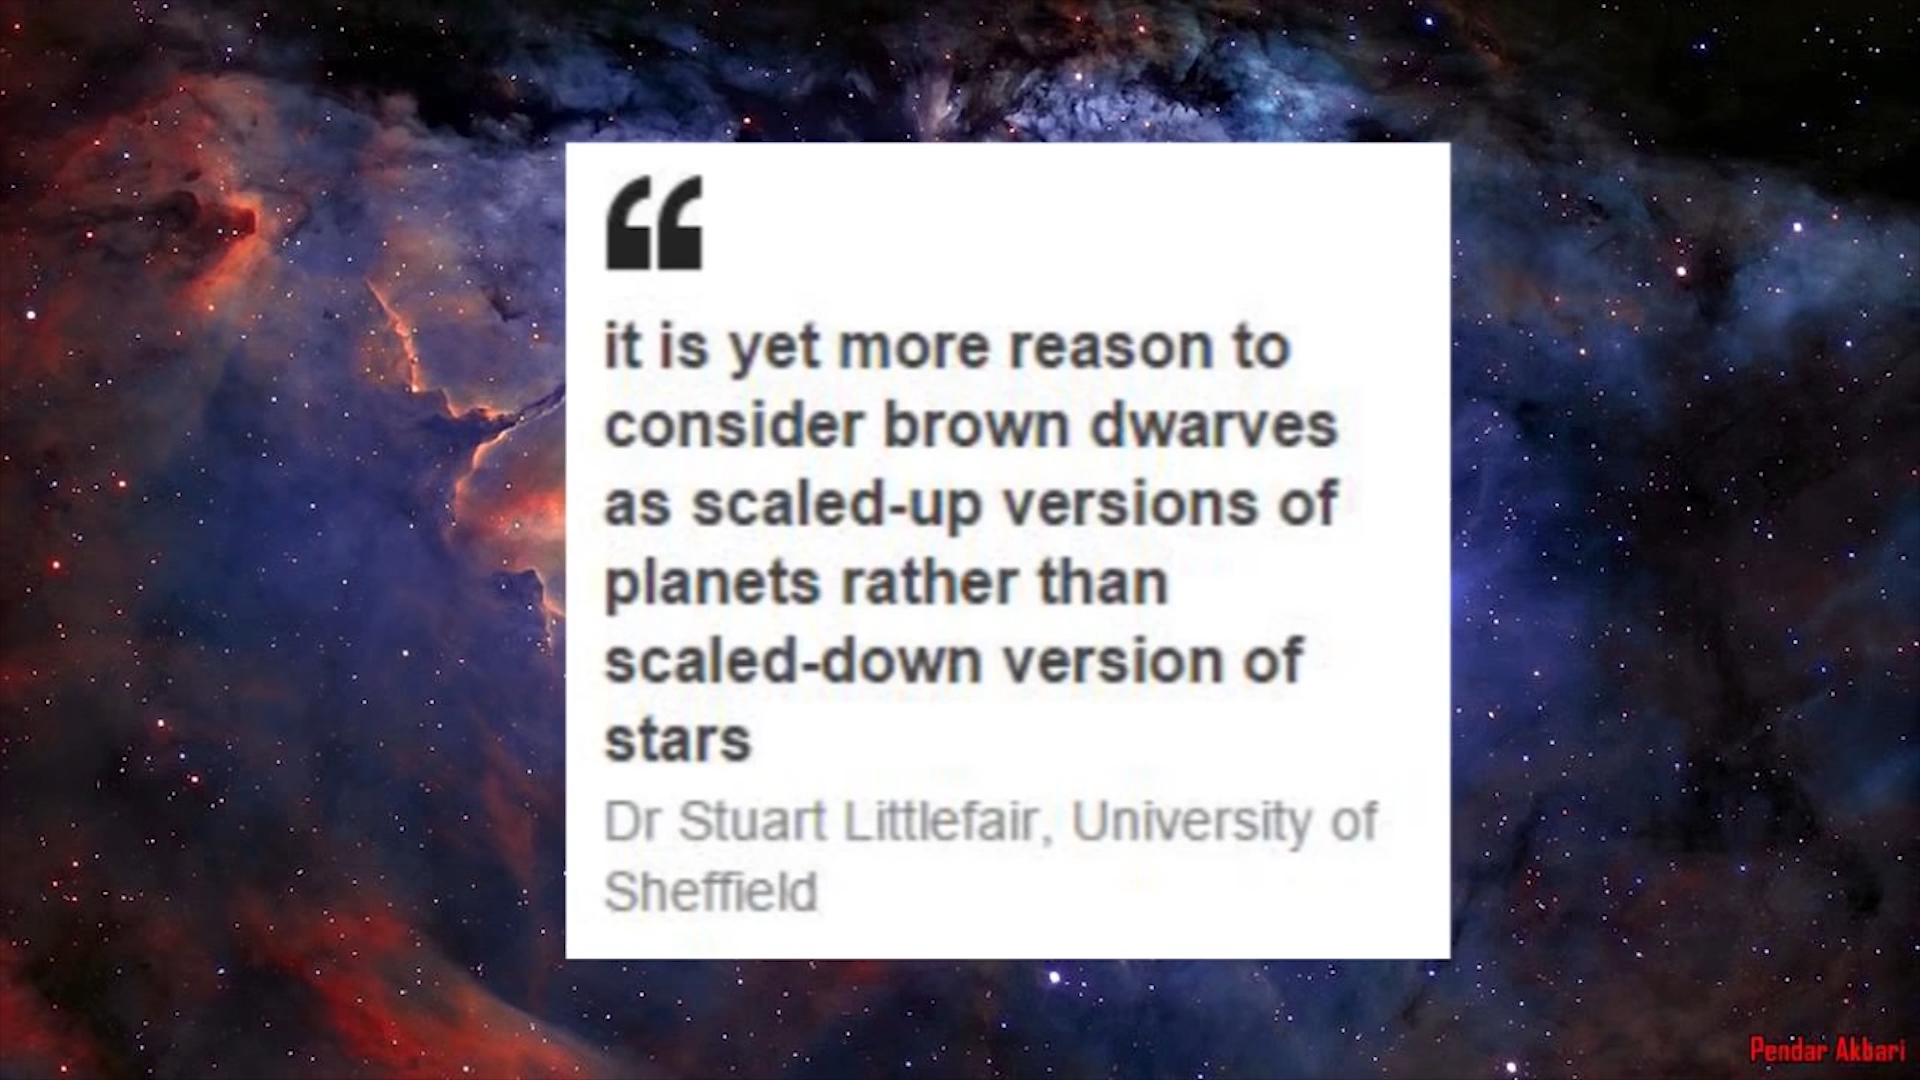 “
it is yet more reason to
consider brown dwarves
as scaled-up versions of
planets rather than
scaled-down version of
stars
Dr Stuart Littlefair, University of
Sheffield
Pendar Akbari